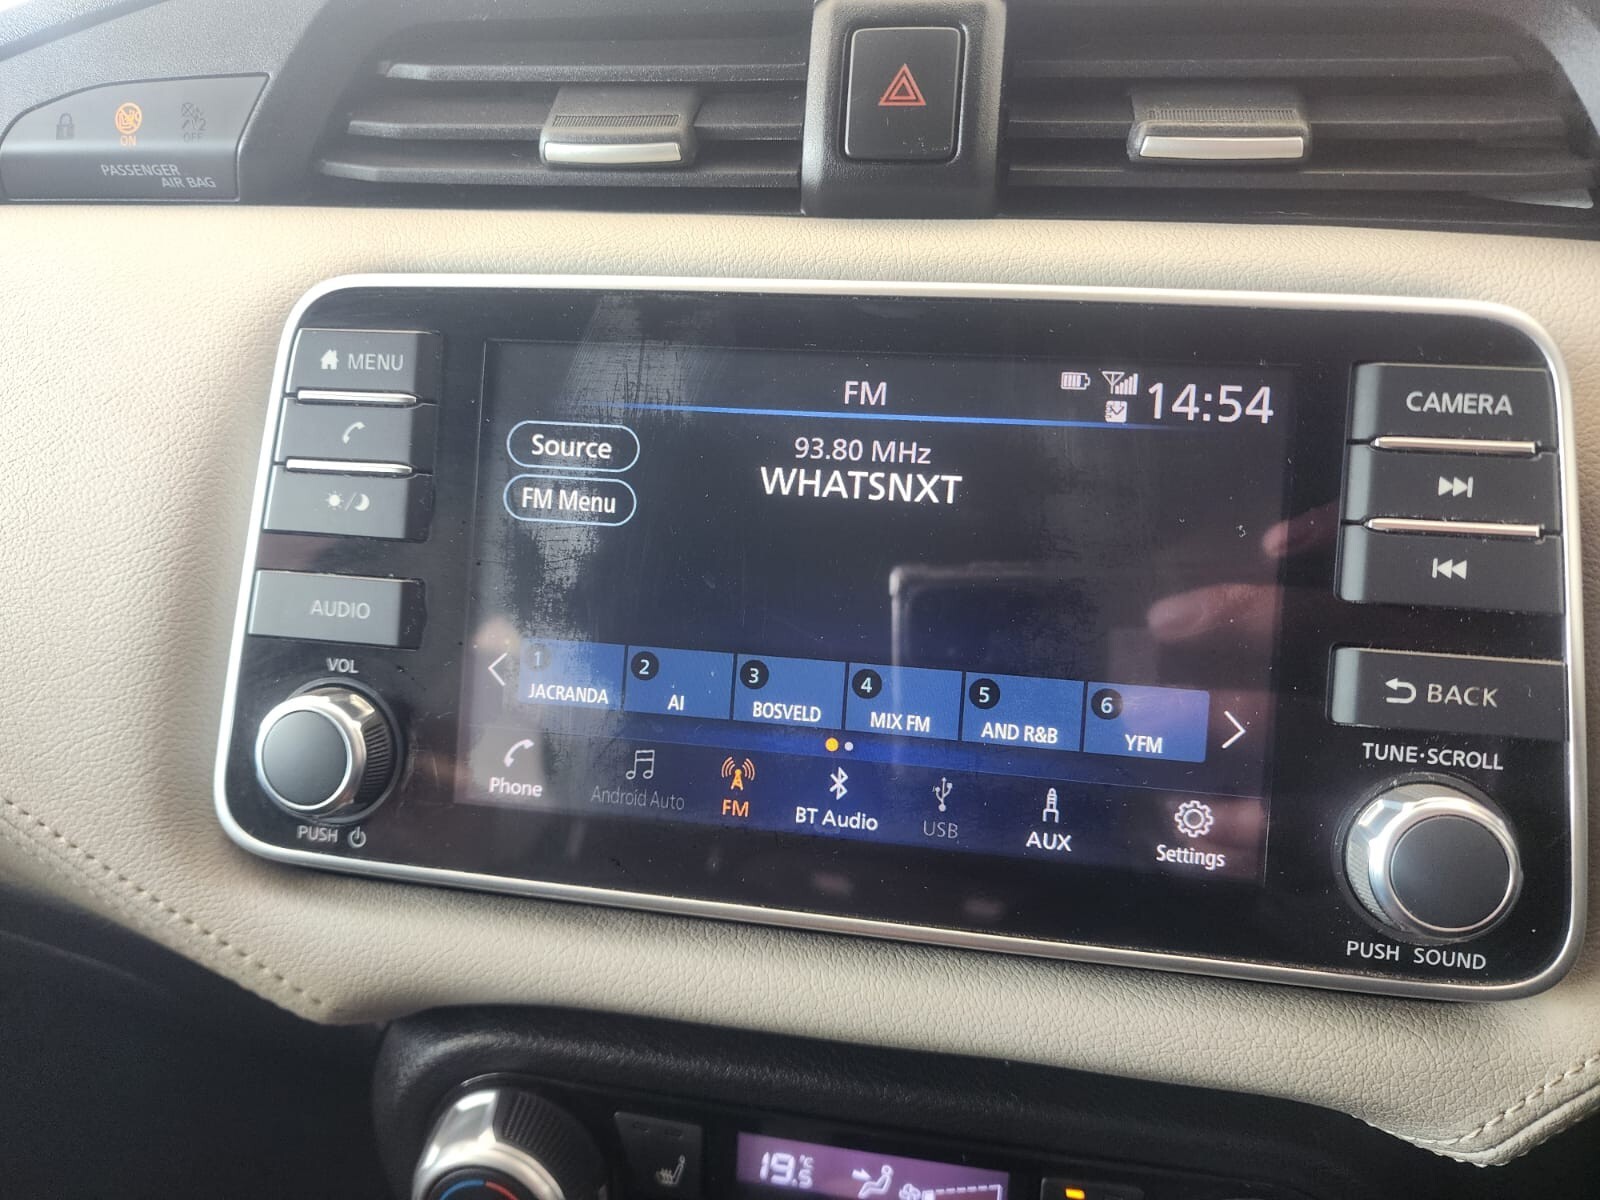 ON
OFF
PASSENGER
AIR BAG
MENU
AUDIO
VOL
PUSH
FM
14:54
Source
FM Menu
93.80 MHz
WHATSNXT
1 JACRANDA
2 AI
3 BOSVELD
4 MIX FM
5 AND R&B
6 YFM
Phone
Android Auto
FM
BT Audio
USB
AUX
Settings
CAMERA
BACK
TUNE·SCROLL
PUSH SOUND
19.5°C